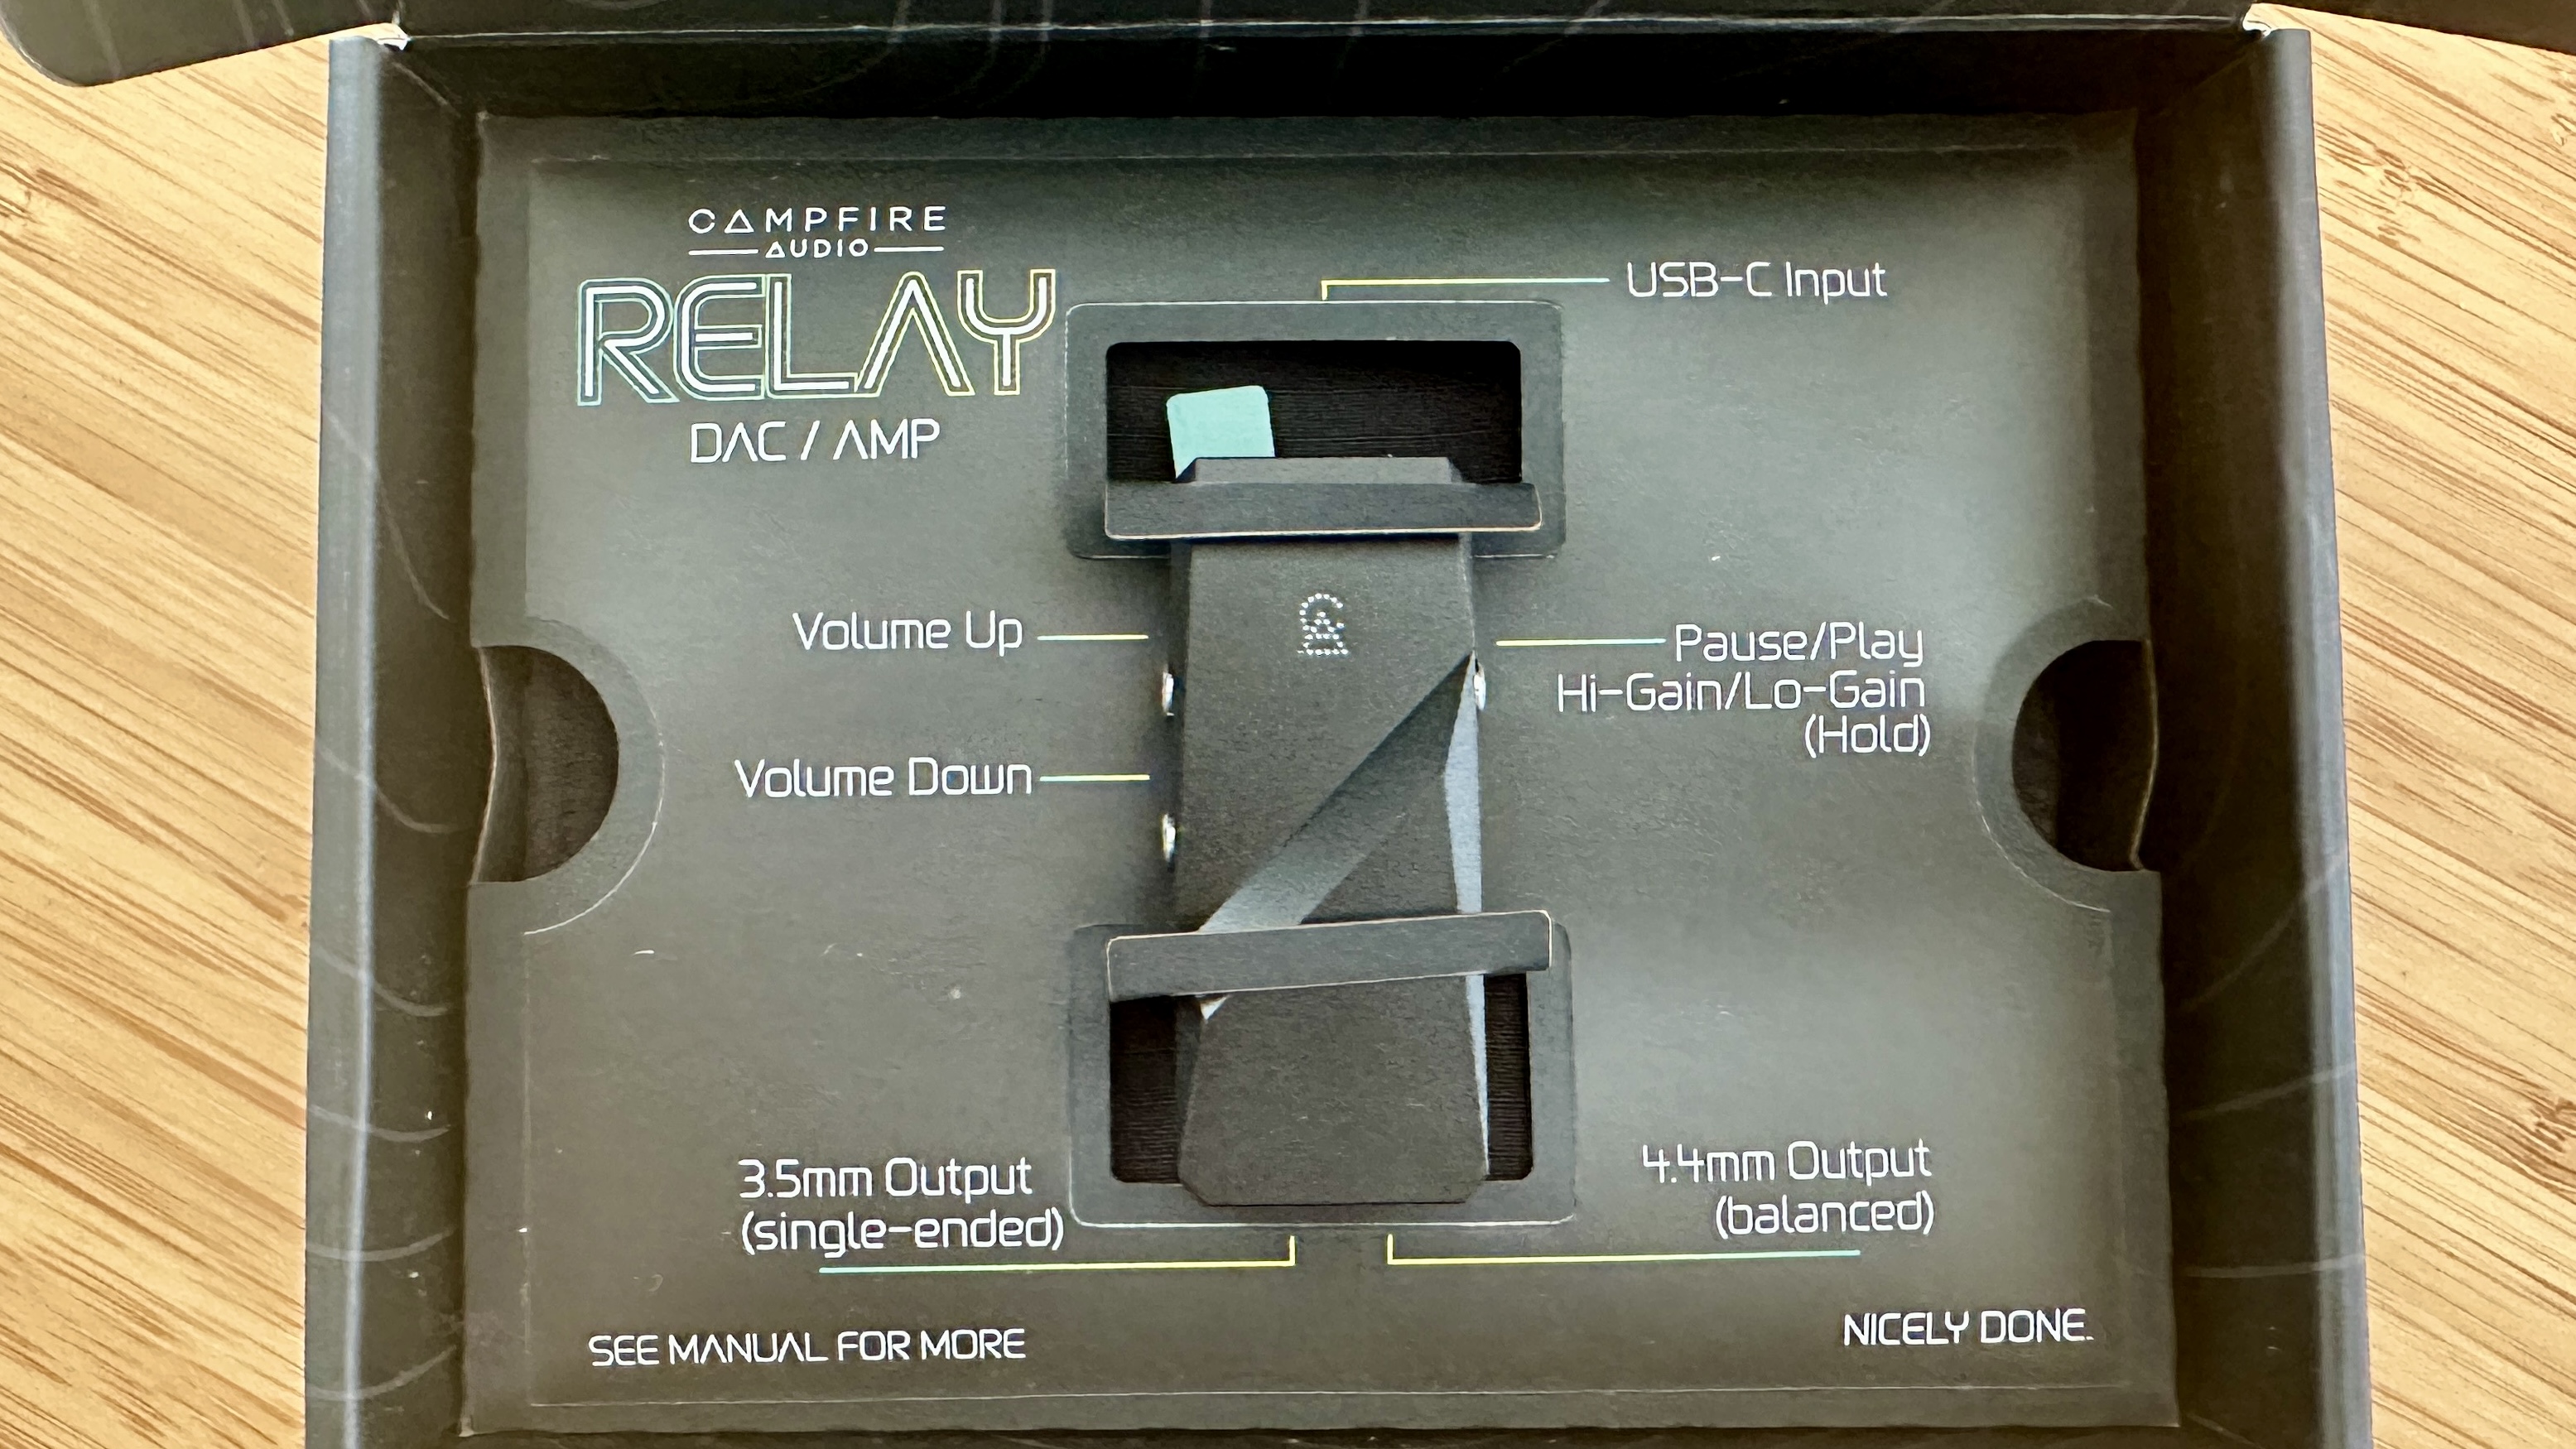 CAMPFIRE
AUDIO
RELAY
DAC / AMP
USB-C Input
Volume Up
Pause/Play
Hi-Gain/Lo-Gain
(Hold)
Volume Down
3.5mm Output
(single-ended)
4.4mm Output
(balanced)
SEE MANUAL FOR MORE
NICELY DONE.